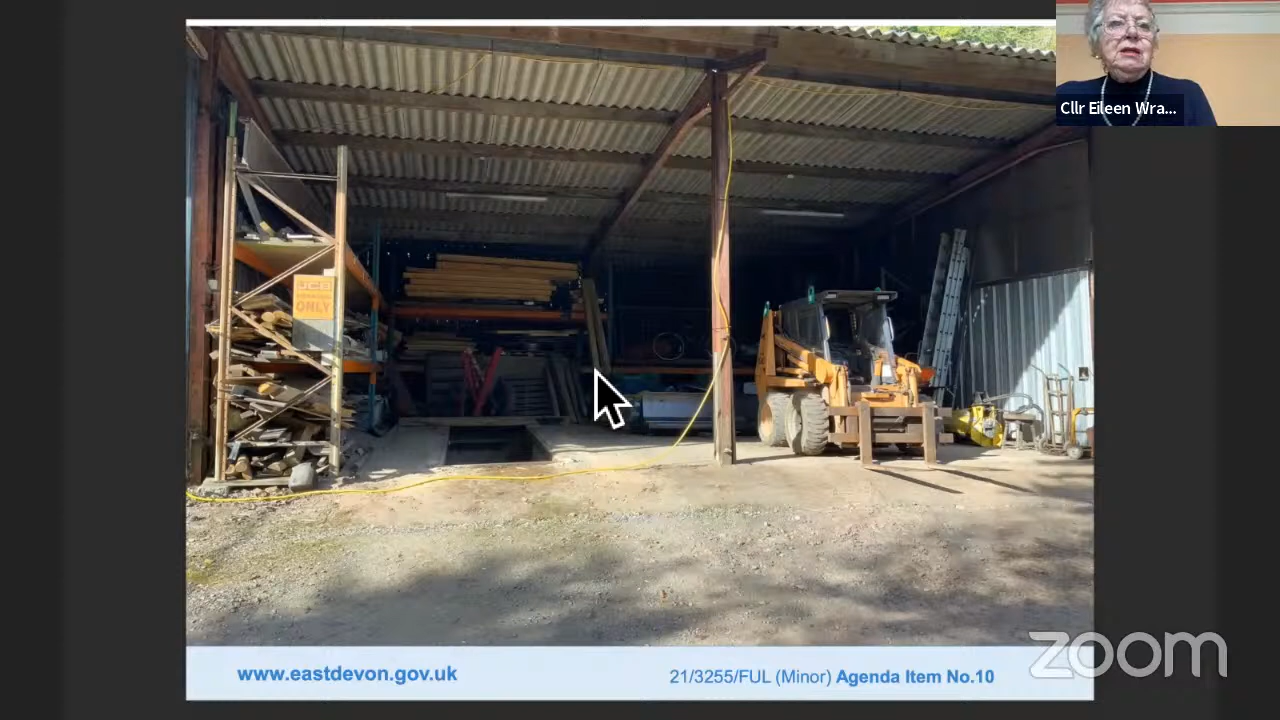 Cllr Eileen Wra...
JCB
ONLY
www.eastdevon.gov.uk
21/3255/FUL (Minor) Agenda Item No.10
zoom